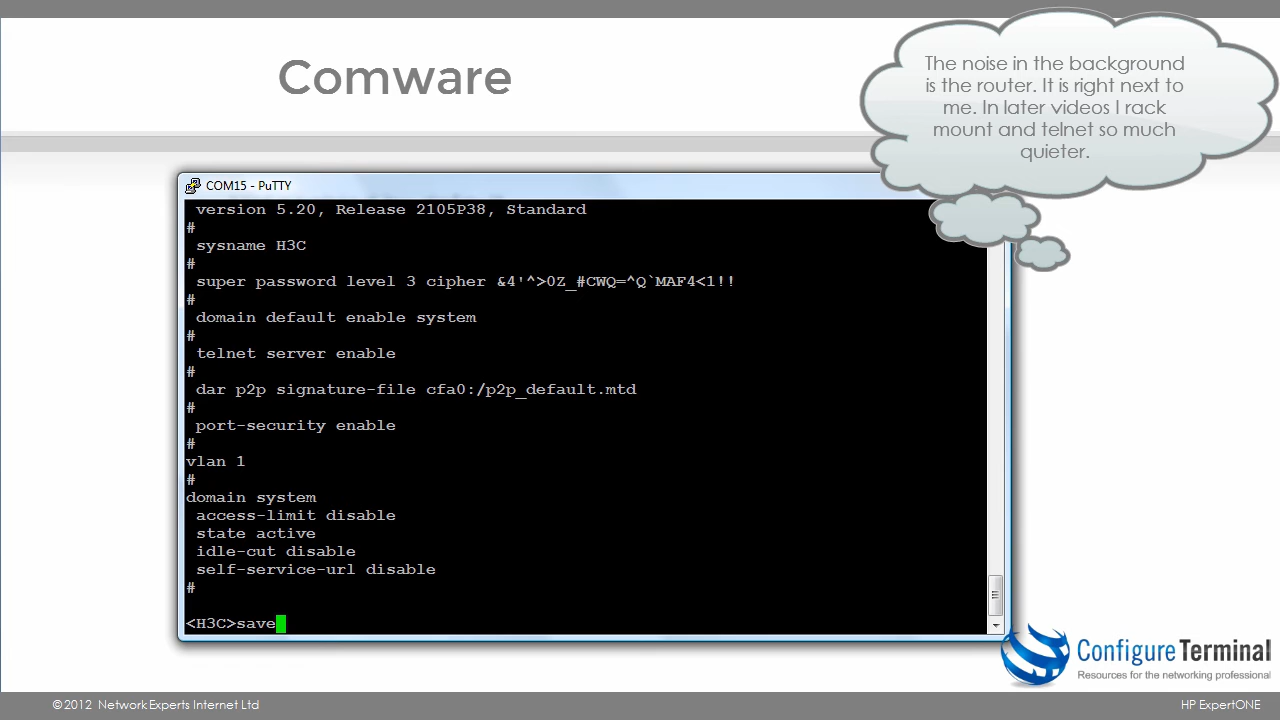 Comware
The noise in the background
is the router. It is right next to
me. In later videos I rack
mount and telnet so much
quieter.
COM15 - PuTTY
version 5.20, Release 2105P38, Standard
#
sysname H3C
#
super password level 3 cipher &4'^>0Z_#CWQ=^Q`MAF4<1!!
#
domain default enable system
#
telnet server enable
#
dar p2p signature-file cfa0:/p2p_default.mtd
#
port-security enable
#
vlan 1
#
domain system
access-limit disable
state active
idle-cut disable
self-service-url disable
#
<H3C>save
Configure Terminal
Resources for the networking professional
©2012 Network Experts Internet Ltd
HP ExpertONE